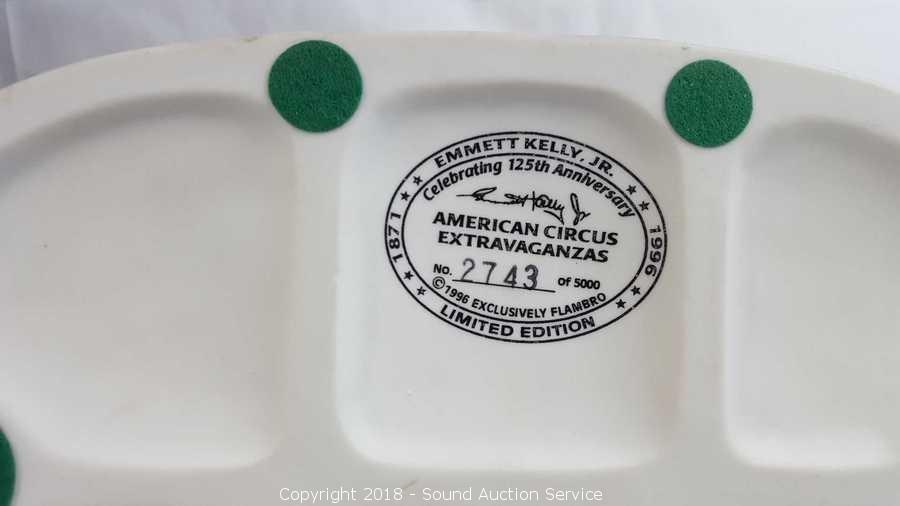 EMMETT KELLY, JR.
Celebrating 125th Anniversary
1871
1996
AMERICAN CIRCUS
EXTRAVAGANZAS
No. 2743 of 5000
©1996 EXCLUSIVELY FLAMBRO
LIMITED EDITION
Copyright 2018 - Sound Auction Service